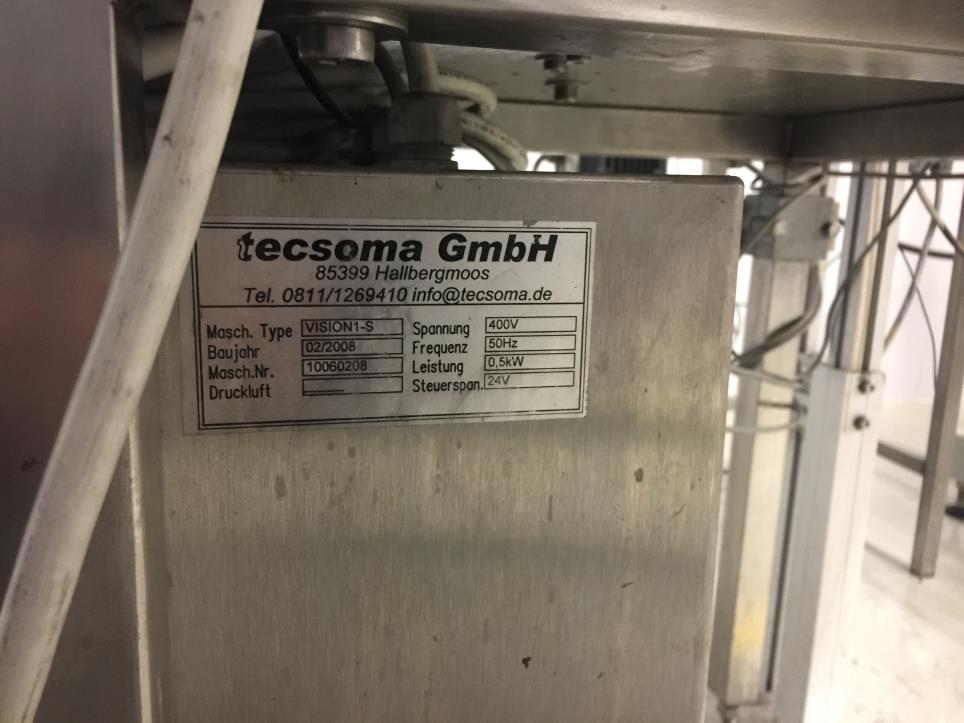 tecsoma GmbH
85399 Hallbergmoos
Tel. 0811/1269410 info@tecsoma.de
Masch. Type VISION1-S Spannung 400V
Baujahr 02/2008 Frequenz 50Hz
Masch.Nr. 10060208 Leistung 0,5kW
Druckluft Steuerspan. 24V